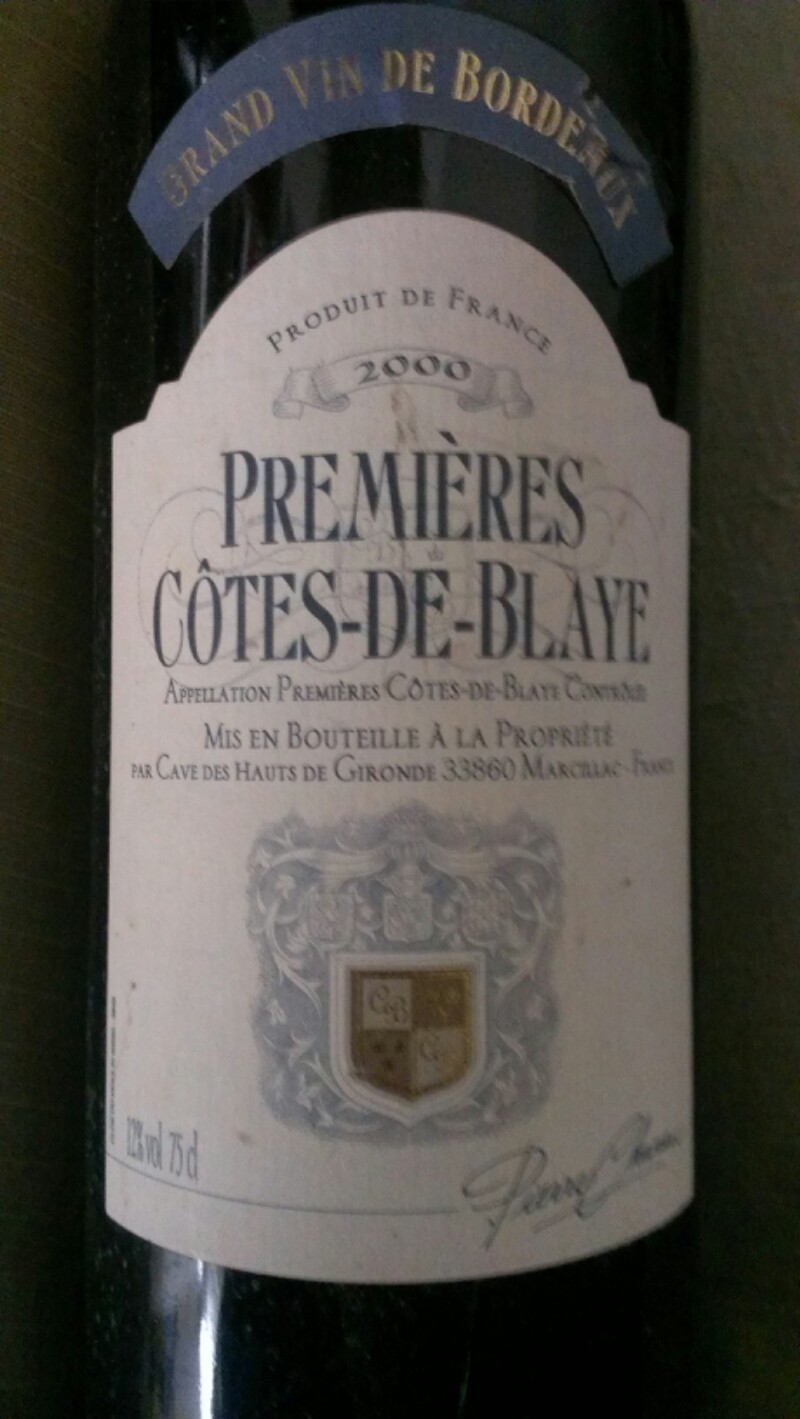 GRAND VIN DE BORDEAUX
PRODUIT DE FRANCE
2000
PREMIÈRES
CÔTES-DE-BLAYE
APPELLATION PREMIÈRES CÔTES-DE-BLAYE CONTRÔLÉE
MIS EN BOUTEILLE À LA PROPRIÉTÉ
PAR CAVE DES HAUTS DE GIRONDE 33860 MARCILLAC - FRANCE
12% vol 75 cl
Pierre